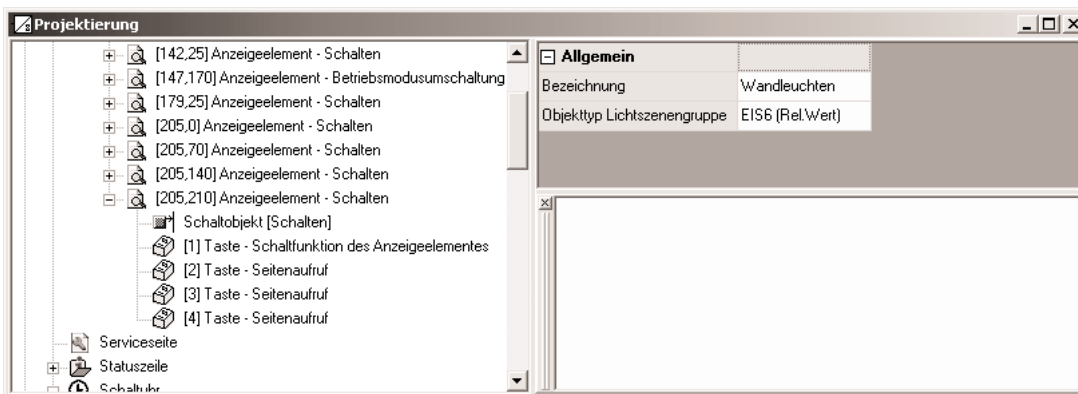 Projektierung
[142,25] Anzeigeelement - Schalten
[147,170] Anzeigeelement - Betriebsmodusumschaltung
[179,25] Anzeigeelement - Schalten
[205,0] Anzeigeelement - Schalten
[205,70] Anzeigeelement - Schalten
[205,140] Anzeigeelement - Schalten
[205,210] Anzeigeelement - Schalten
Schaltobjekt [Schalten]
[1] Taste - Schaltfunktion des Anzeigeelementes
[2] Taste - Seitenaufruf
[3] Taste - Seitenaufruf
[4] Taste - Seitenaufruf
Serviceseite
Statuszeile
Schaltuhr
Allgemein
Bezeichnung Wandleuchten
Objekttyp Lichtszenengruppe EIS6 (Rel.Wert)